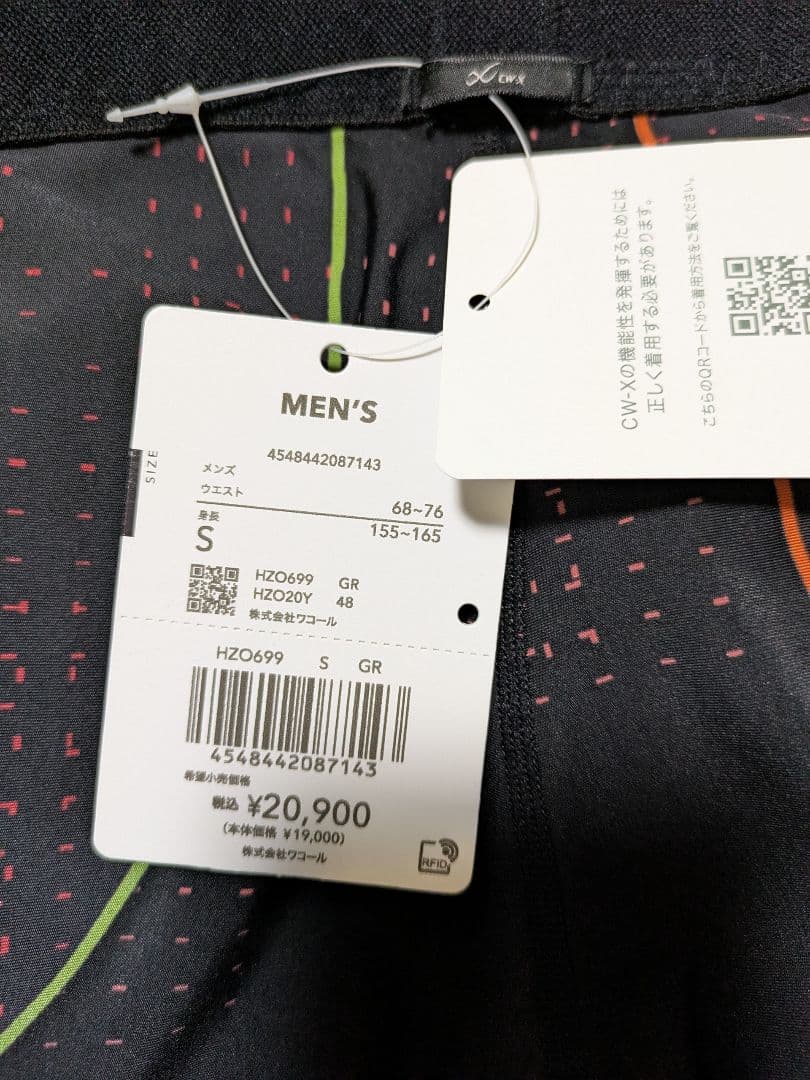 CW-X
CW-Xの機能性を発揮するためには
正しく着用する必要があります。
こちらのQRコードから着用方法をご覧ください。
MEN'S
4548442087143
SIZE
メンズ
ウエスト 68~76
身長 155~165
S
HZO699 GR
HZO20Y 48
株式会社ワコール
HZO699 S GR
4548442087143
希望小売価格
税込 ¥20,900
(本体価格 ¥19,000)
株式会社ワコール
RFID